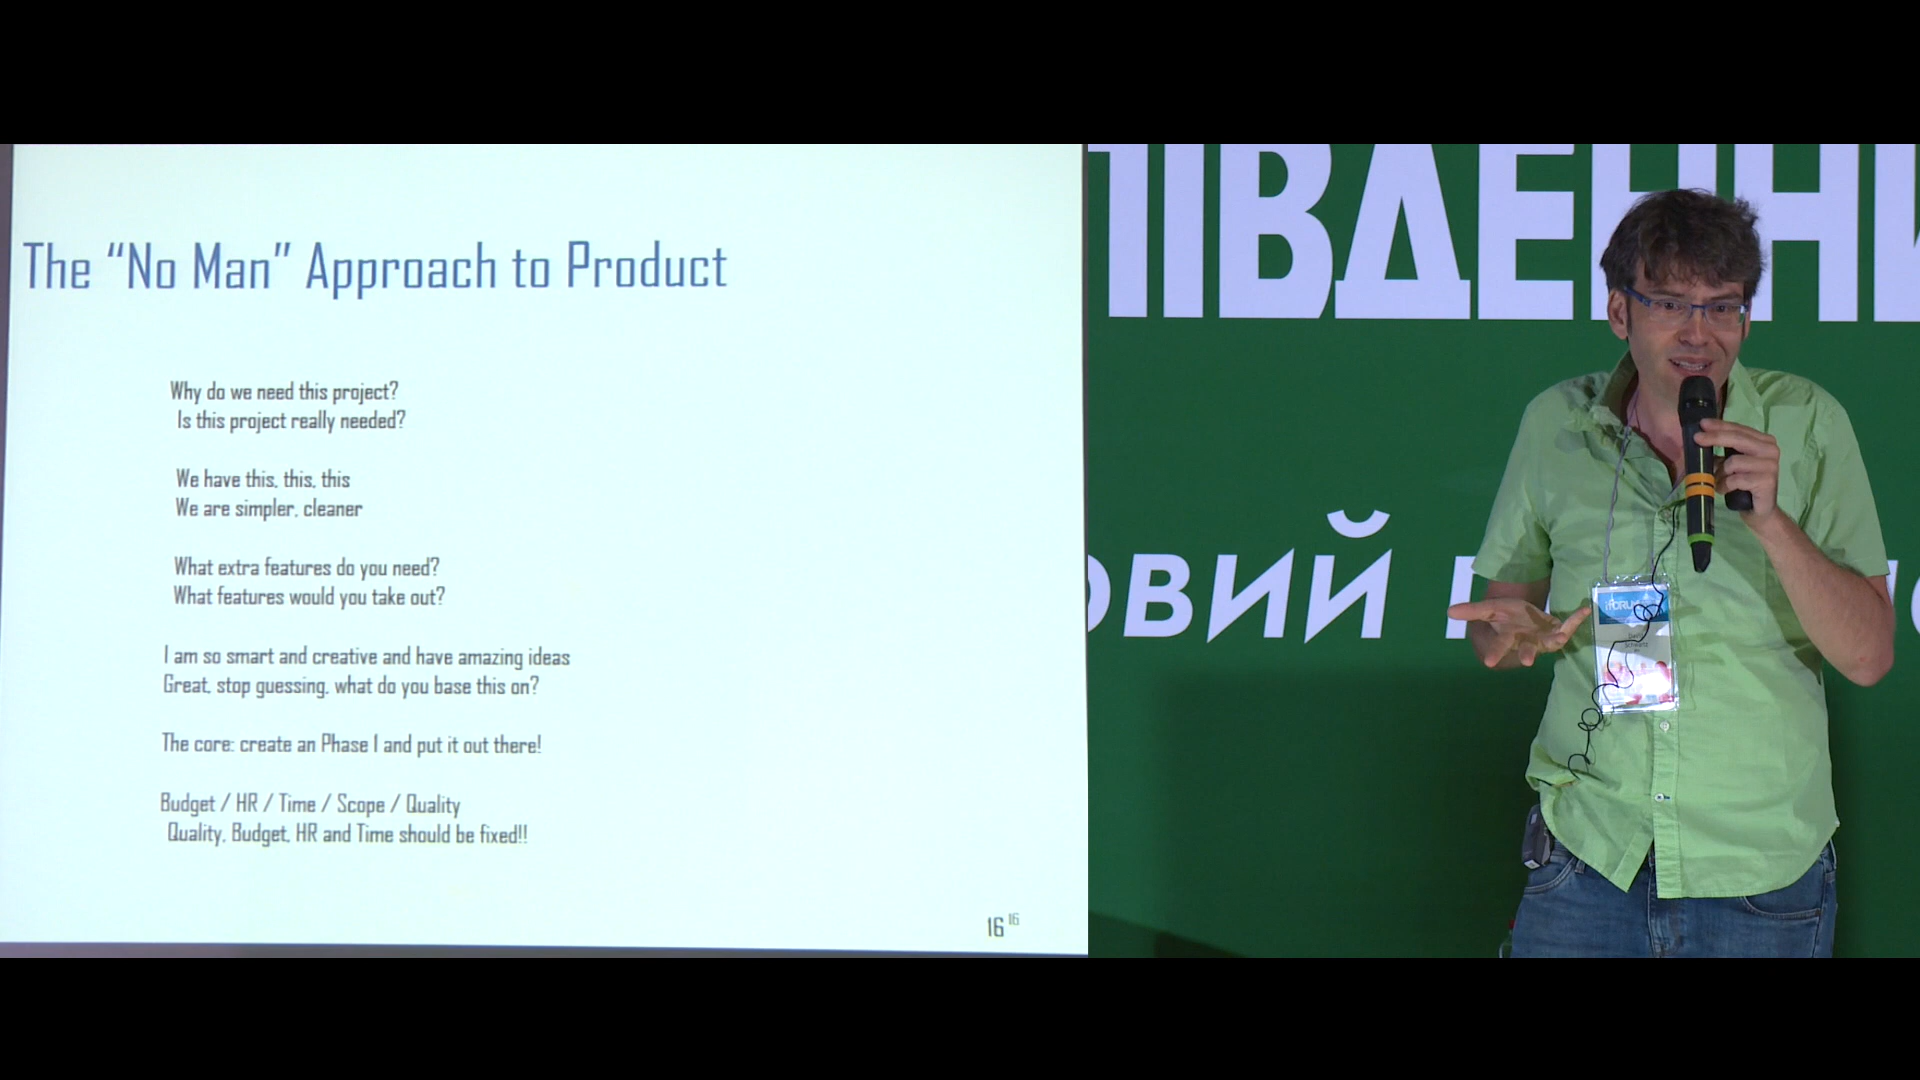 The “No Man” Approach to Product
Why do we need this project?
Is this project really needed?
We have this, this, this
We are simpler, cleaner
What extra features do you need?
What features would you take out?
I am so smart and creative and have amazing ideas
Great, stop guessing, what do you base this on?
The core: create an Phase 1 and put it out there!
Budget / HR / Time / Scope / Quality
Quality, Budget, HR and Time should be fixed!!
16 16
ІВДЕНН
ОВИЙ
Schwartz